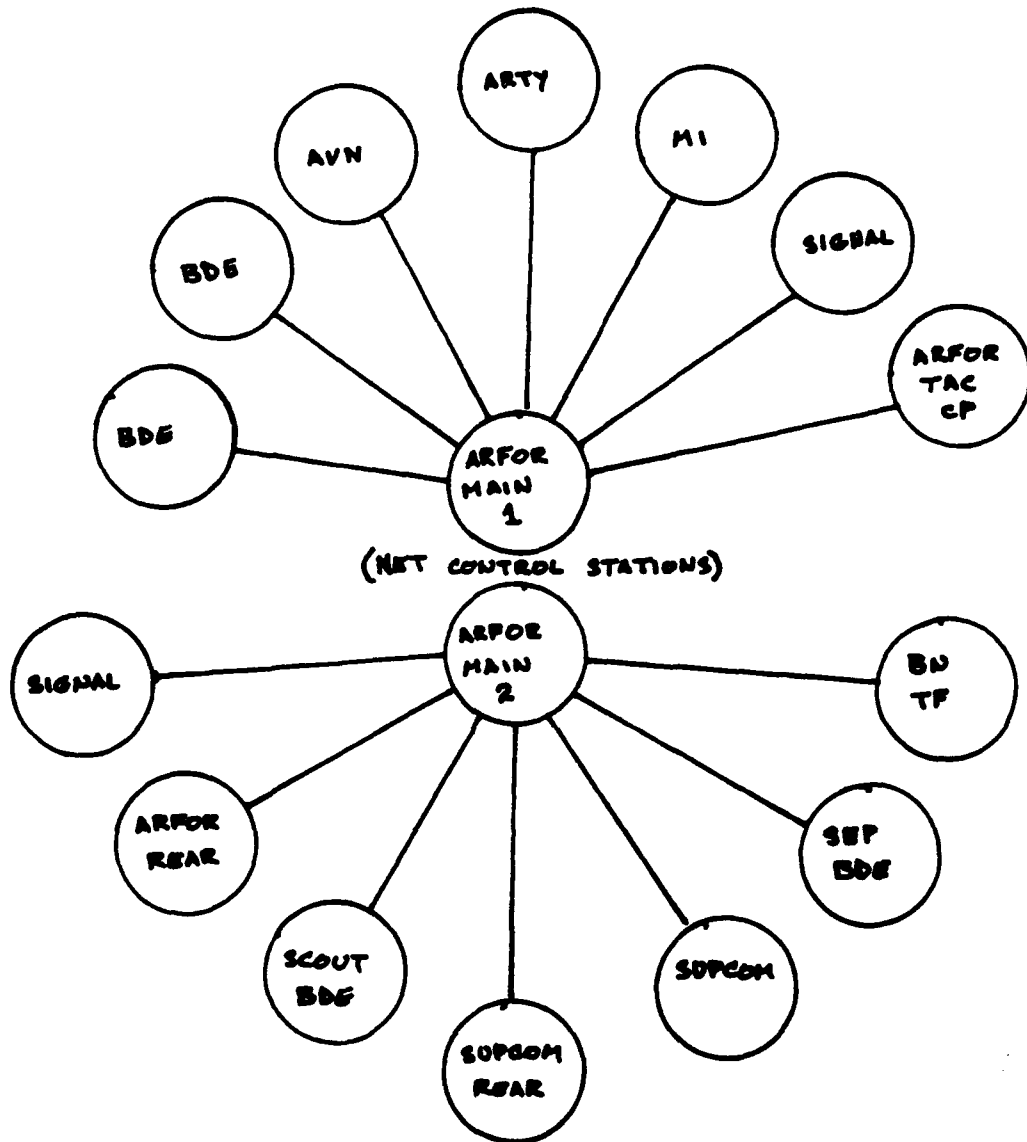 ARTY
MI
AVN
SIGNAL
BDE
ARFOR
TAC
CP
BDE
ARFOR
MAIN
1
(NET CONTROL STATIONS)
ARFOR
MAIN
2
SIGNAL
BN
TF
ARFOR
REAR
SEP
BDE
SCOUT
BDE
SUPCOM
SUPCOM
REAR